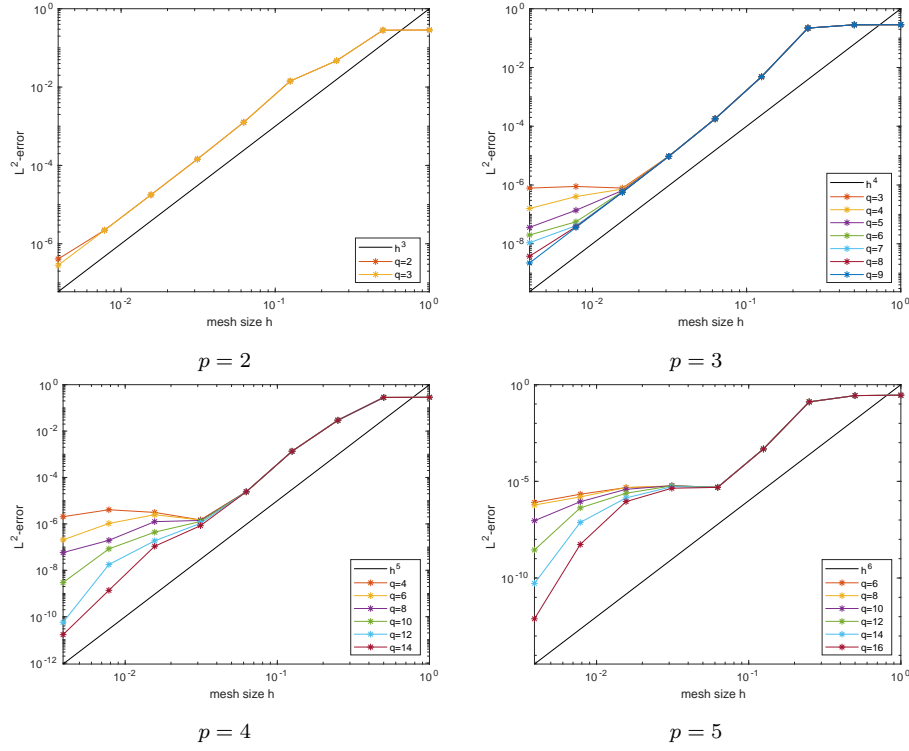 10^0
10^-2
10^-4
10^-6
L^2-error
10^-2
10^-1
10^0
mesh size h
h^3
q=2
q=3
p = 2
10^0
10^-2
10^-4
10^-6
10^-8
L^2-error
10^-2
10^-1
10^0
mesh size h
h^4
q=3
q=4
q=5
q=6
q=7
q=8
q=9
p = 3
10^0
10^-2
10^-4
10^-6
10^-8
10^-10
10^-12
L^2-error
10^-2
10^-1
10^0
mesh size h
h^5
q=4
q=6
q=8
q=10
q=12
q=14
p = 4
10^0
10^-5
10^-10
L^2-error
10^-2
10^-1
10^0
mesh size h
h^6
q=6
q=8
q=10
q=12
q=14
q=16
p = 5